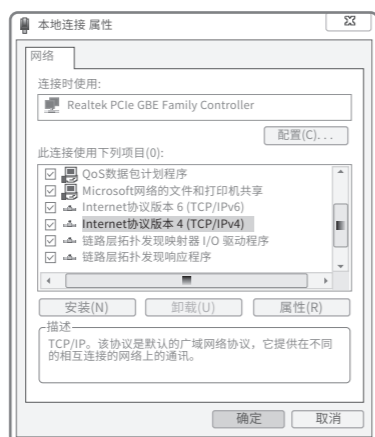 本地连接 属性
网络
连接时使用:
Realtek PCIe GBE Family Controller
配置(C)...
此连接使用下列项目(O):
QoS数据包计划程序
Microsoft网络的文件和打印机共享
Internet协议版本 6 (TCP/IPv6)
Internet协议版本 4 (TCP/IPv4)
链路层拓扑发现映射器 I/O 驱动程序
链路层拓扑发现响应程序
安装(N)
卸载(U)
属性(R)
描述
TCP/IP。该协议是默认的广域网络协议，它提供在不同
的相互连接的网络上的通讯。
确定
取消